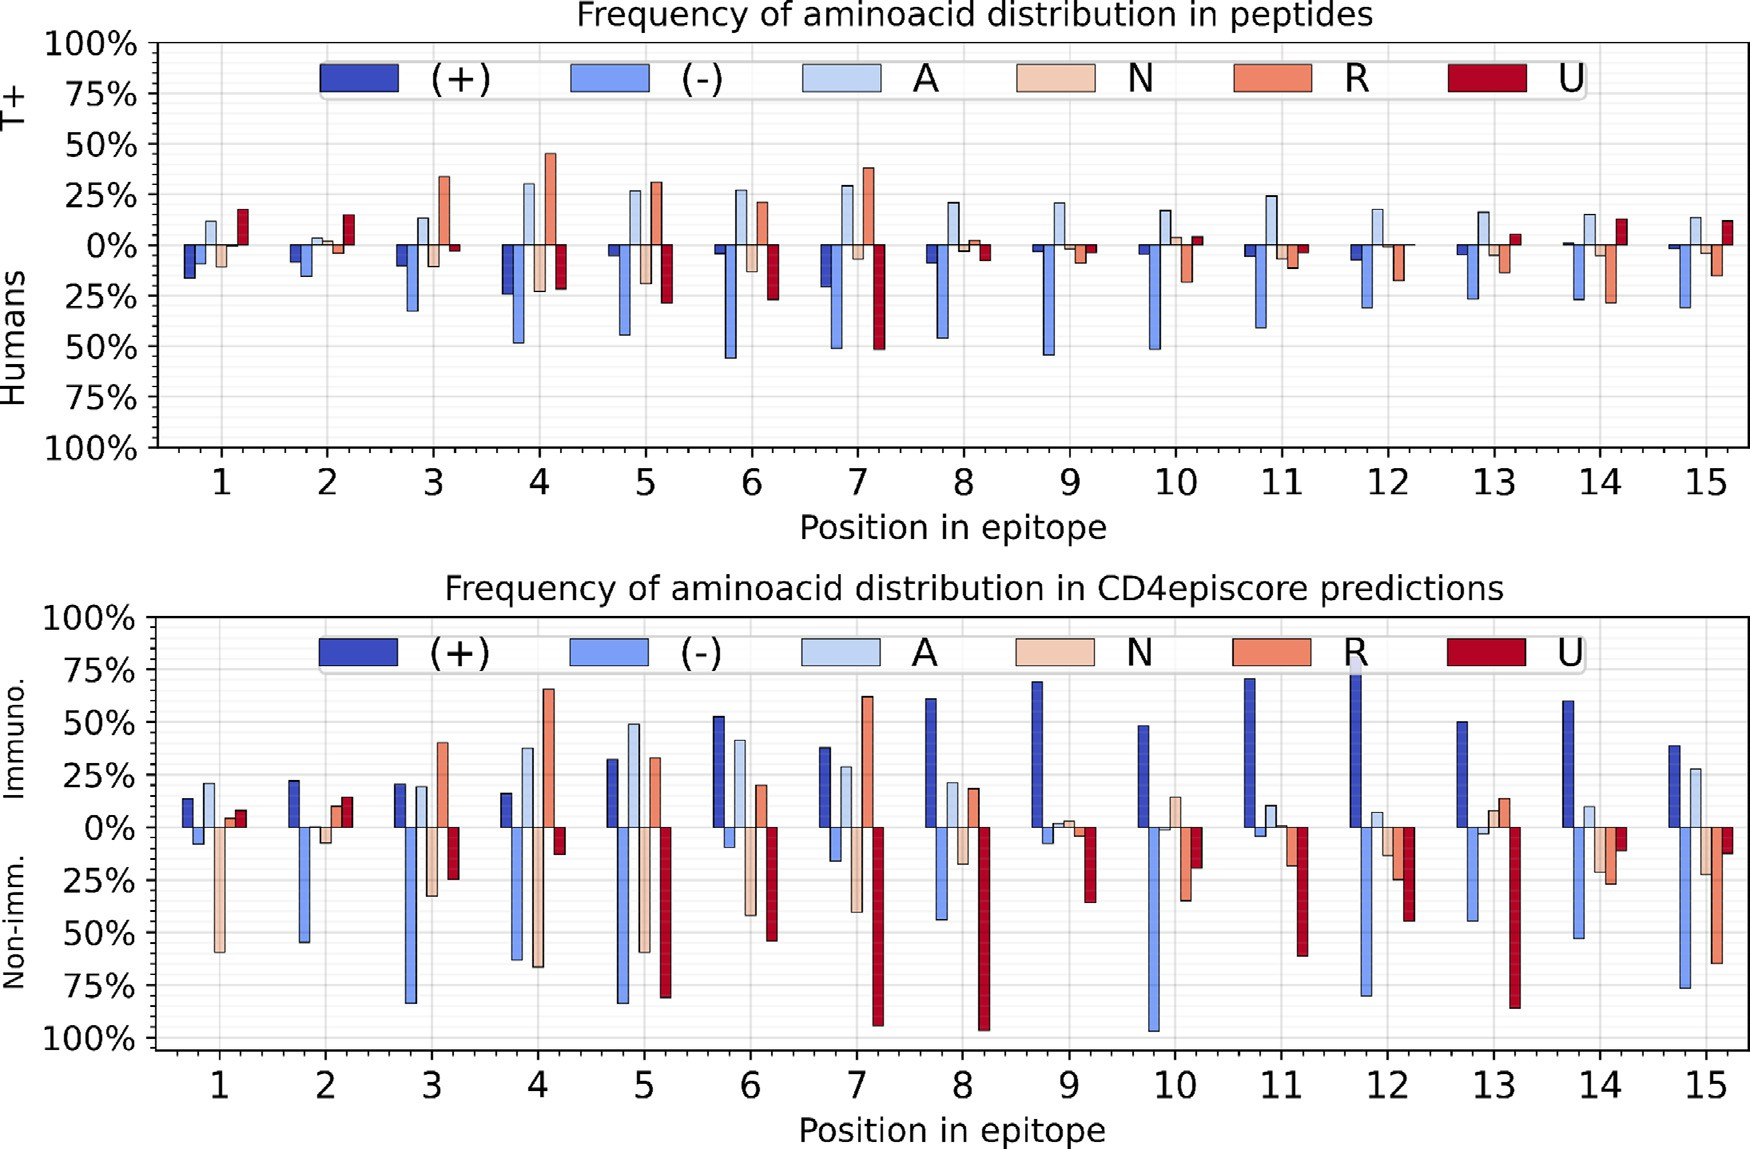 Frequency of aminoacid distribution in peptides
T+
Humans
100%
75%
50%
25%
0%
25%
50%
75%
100%
(+) (-) A N R U
1 2 3 4 5 6 7 8 9 10 11 12 13 14 15
Position in epitope
Frequency of aminoacid distribution in CD4episcore predictions
Immuno.
Non-imm.
100%
75%
50%
25%
0%
25%
50%
75%
100%
(+) (-) A N R U
1 2 3 4 5 6 7 8 9 10 11 12 13 14 15
Position in epitope